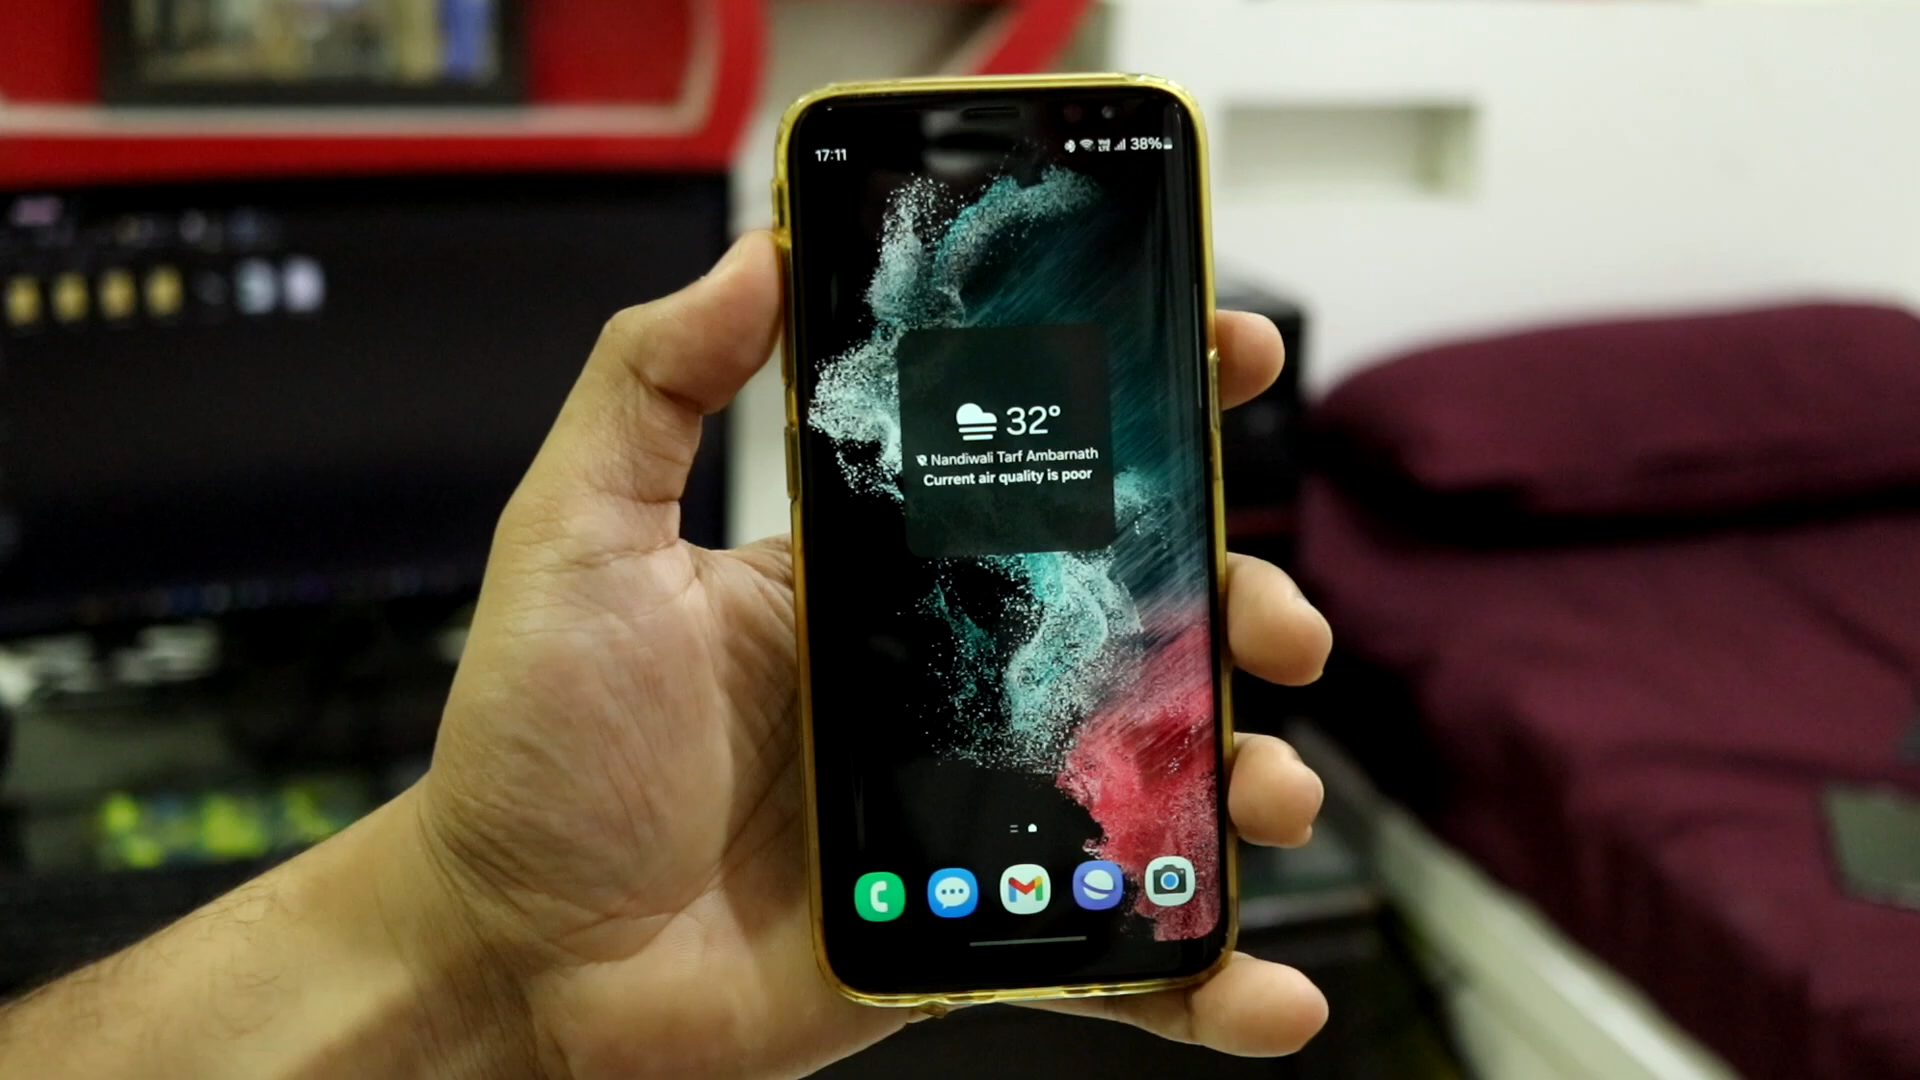 17:11
38%
32°
Nandiwali Tarf Ambarnath
Current air quality is poor